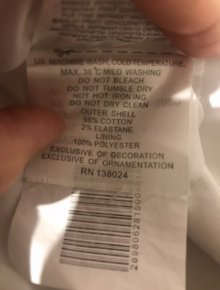 US MACHINE WASH, COLD TEMPERATURE,
MAX. 30°C MILD WASHING
DO NOT BLEACH
DO NOT TUMBLE DRY
NOT HOT IRONING
DO NOT DRY CLEAN
OUTER SHELL
98% COTTON
2% ELASTANE
LINING
100% POLYESTER
EXCLUSIVE OF DECORATION
EXCLUSIVE OF ORNAMENTATION
RN 138024